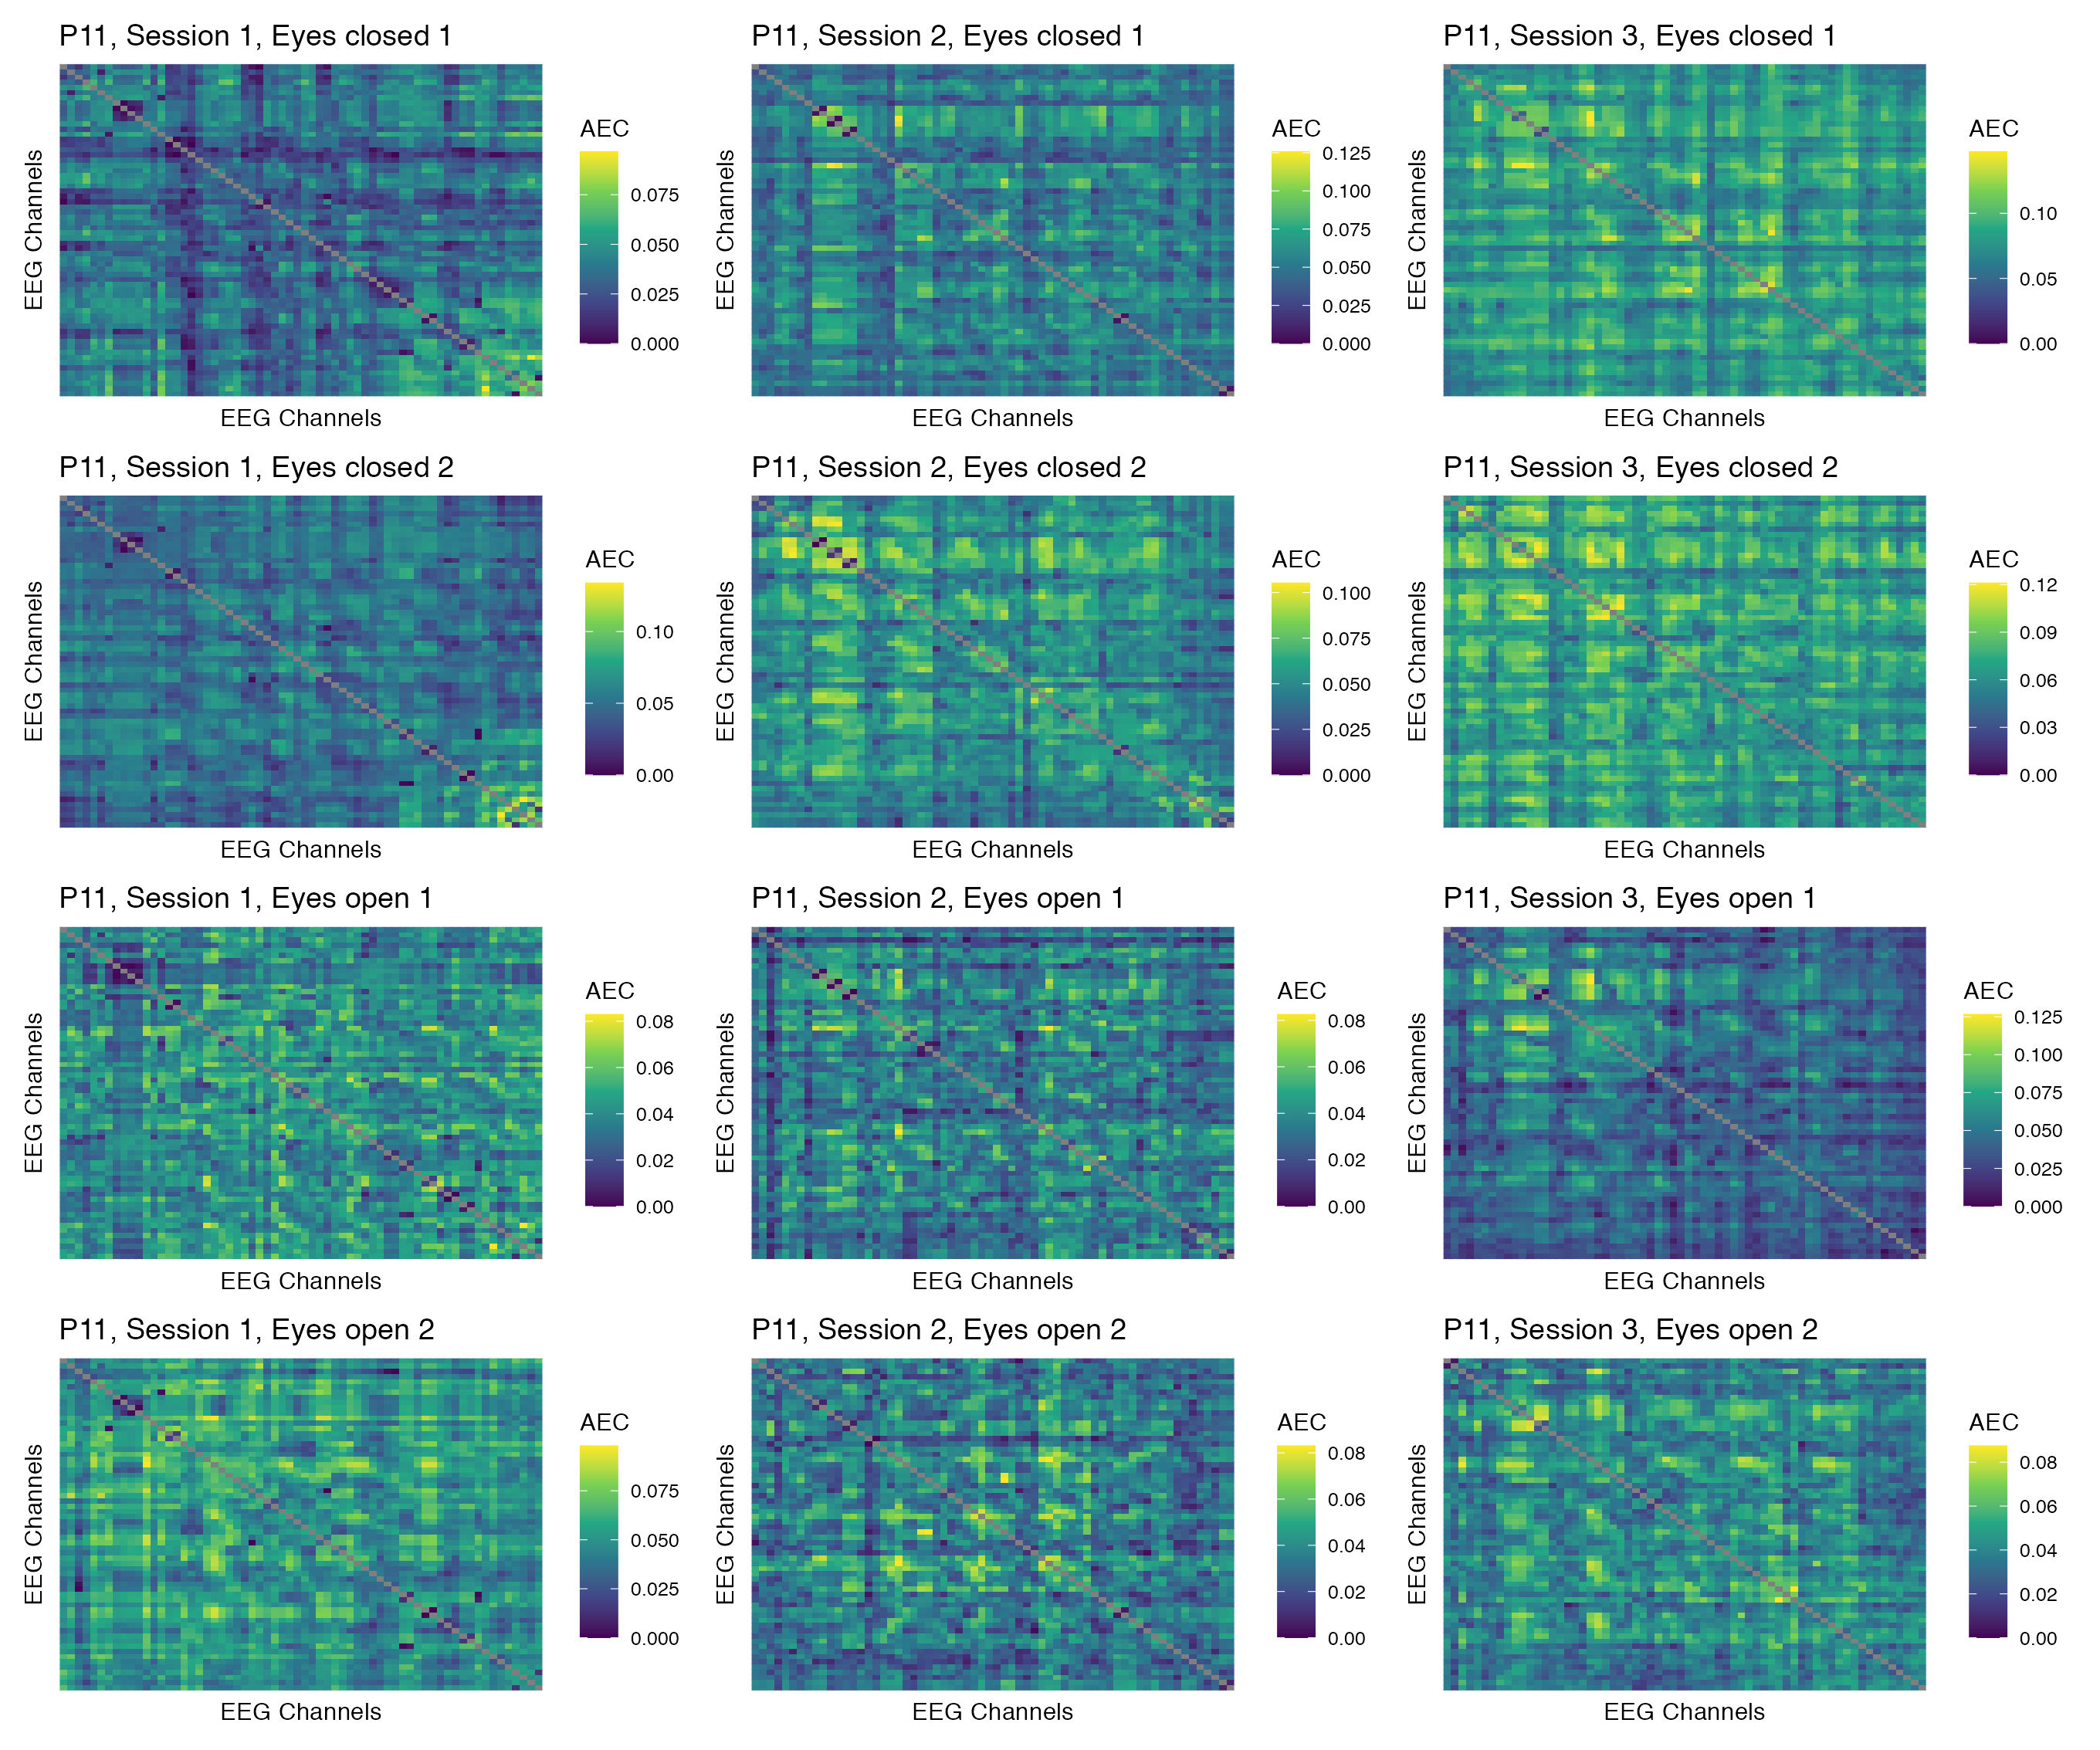 P11, Session 1, Eyes closed 1
EEG Channels
EEG Channels
AEC
0.075
0.050
0.025
0.000
P11, Session 2, Eyes closed 1
EEG Channels
EEG Channels
AEC
0.125
0.100
0.075
0.050
0.025
0.000
P11, Session 3, Eyes closed 1
EEG Channels
EEG Channels
AEC
0.10
0.05
0.00
P11, Session 1, Eyes closed 2
EEG Channels
EEG Channels
AEC
0.10
0.05
0.00
P11, Session 2, Eyes closed 2
EEG Channels
EEG Channels
AEC
0.100
0.075
0.050
0.025
0.000
P11, Session 3, Eyes closed 2
EEG Channels
EEG Channels
AEC
0.12
0.09
0.06
0.03
0.00
P11, Session 1, Eyes open 1
EEG Channels
EEG Channels
AEC
0.08
0.06
0.04
0.02
0.00
P11, Session 2, Eyes open 1
EEG Channels
EEG Channels
AEC
0.08
0.06
0.04
0.02
0.00
P11, Session 3, Eyes open 1
EEG Channels
EEG Channels
AEC
0.125
0.100
0.075
0.050
0.025
0.000
P11, Session 1, Eyes open 2
EEG Channels
EEG Channels
AEC
0.075
0.050
0.025
0.000
P11, Session 2, Eyes open 2
EEG Channels
EEG Channels
AEC
0.08
0.06
0.04
0.02
0.00
P11, Session 3, Eyes open 2
EEG Channels
EEG Channels
AEC
0.08
0.06
0.04
0.02
0.00